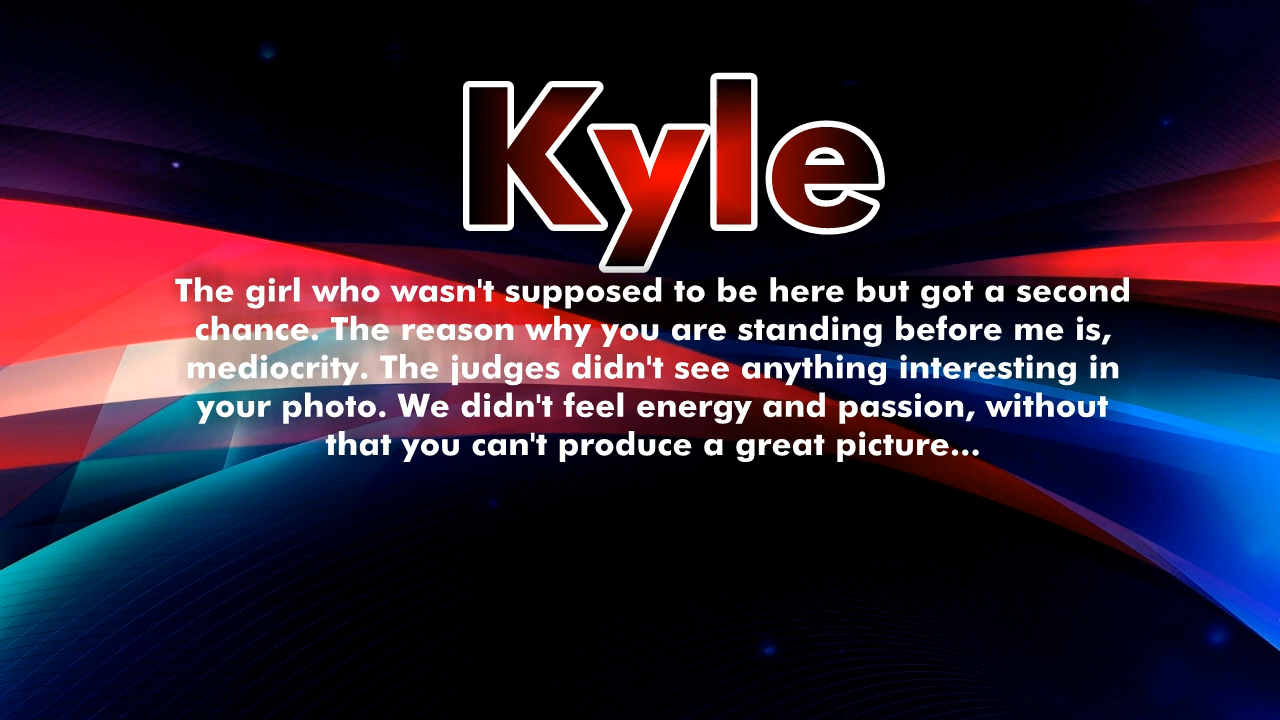 Kyle
The girl who wasn't supposed to be here but got a second
chance. The reason why you are standing before me is,
mediocrity. The judges didn't see anything interesting in
your photo. We didn't feel energy and passion, without
that you can't produce a great picture...